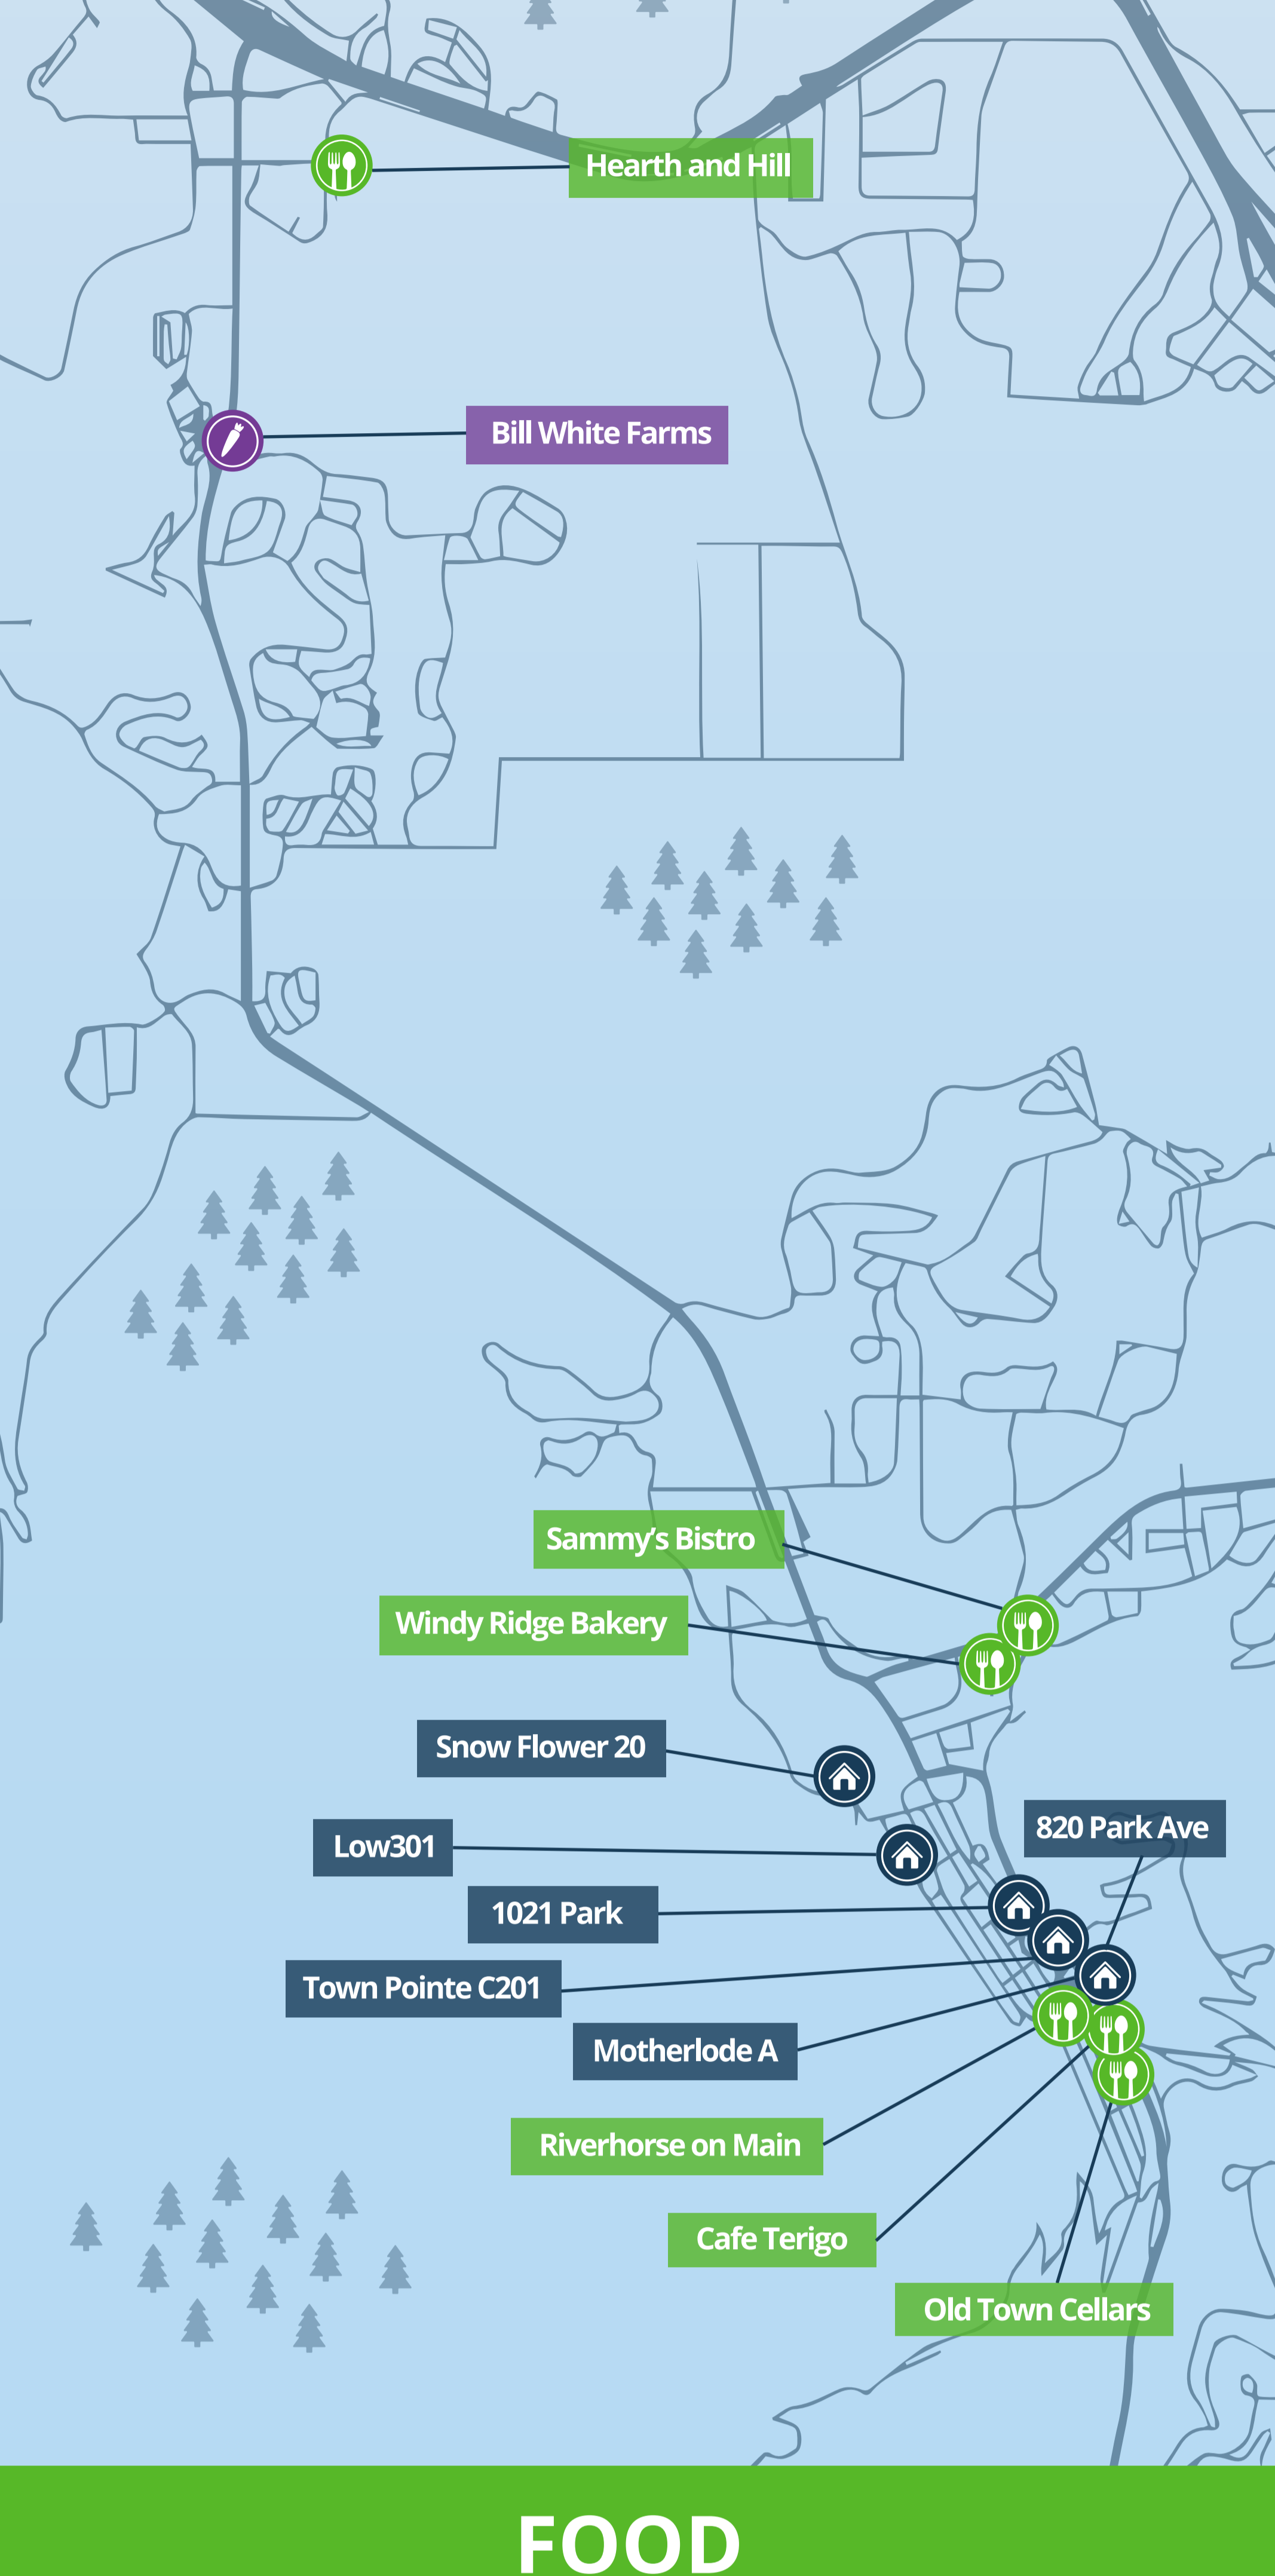 Hearth and Hill
Bill White Farms
Sammy’s Bistro
Windy Ridge Bakery
Snow Flower 20
820 Park Ave
Low301
1021 Park
Town Pointe C201
Motherlode A
Riverhorse on Main
Cafe Terigo
Old Town Cellars
FOOD